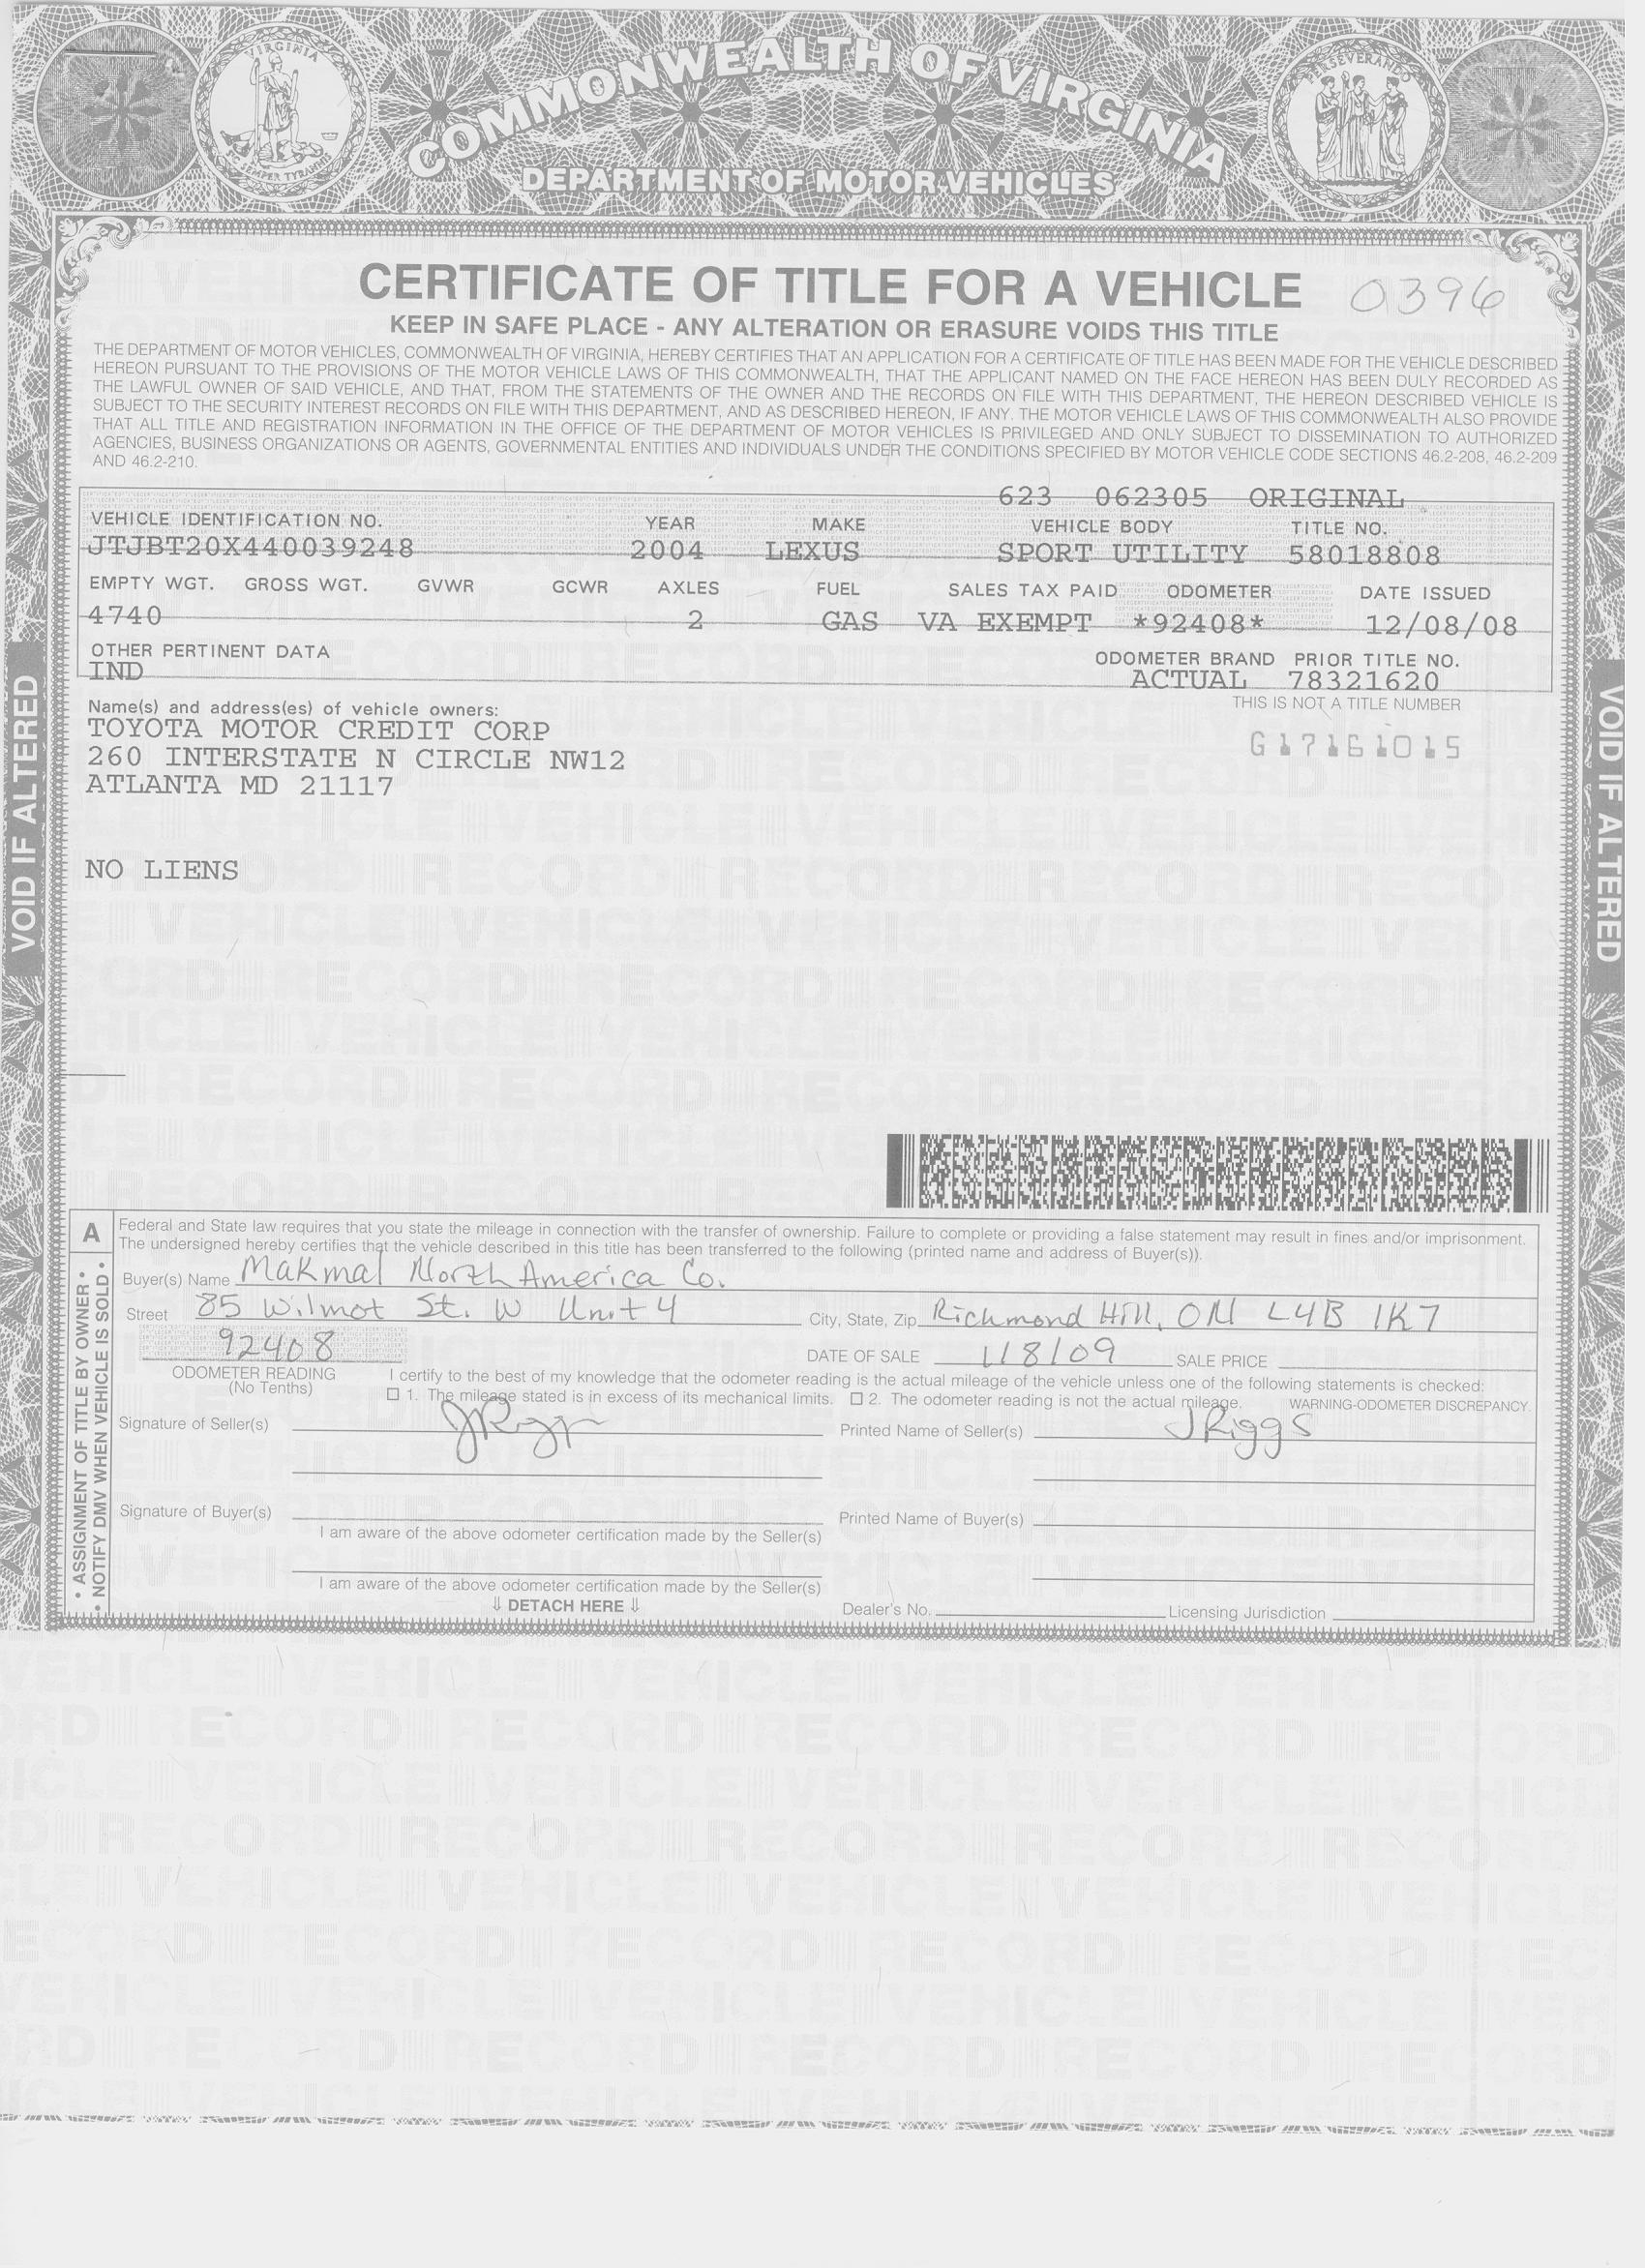 COMMONWEALTH OF VIRGINIA
VIRGINIA
SIC SEMPER TYRANNIS
PERSEVERANDO
DEPARTMENT OF MOTOR VEHICLES
CERTIFICATE OF TITLE FOR A VEHICLE 0396
KEEP IN SAFE PLACE - ANY ALTERATION OR ERASURE VOIDS THIS TITLE
THE DEPARTMENT OF MOTOR VEHICLES, COMMONWEALTH OF VIRGINIA, HEREBY CERTIFIES THAT AN APPLICATION FOR A CERTIFICATE OF TITLE HAS BEEN MADE FOR THE VEHICLE DESCRIBED
HEREON PURSUANT TO THE PROVISIONS OF THE MOTOR VEHICLE LAWS OF THIS COMMONWEALTH, THAT THE APPLICANT NAMED ON THE FACE HEREON HAS BEEN DULY RECORDED AS
THE LAWFUL OWNER OF SAID VEHICLE, AND THAT, FROM THE STATEMENTS OF THE OWNER AND THE RECORDS ON FILE WITH THIS DEPARTMENT, THE HEREON DESCRIBED VEHICLE IS
SUBJECT TO THE SECURITY INTEREST RECORDS ON FILE WITH THIS DEPARTMENT, AND AS DESCRIBED HEREON, IF ANY. THE MOTOR VEHICLE LAWS OF THIS COMMONWEALTH ALSO PROVIDE
THAT ALL TITLE AND REGISTRATION INFORMATION IN THE OFFICE OF THE DEPARTMENT OF MOTOR VEHICLES IS PRIVILEGED AND ONLY SUBJECT TO DISSEMINATION TO AUTHORIZED
AGENCIES, BUSINESS ORGANIZATIONS OR AGENTS, GOVERNMENTAL ENTITIES AND INDIVIDUALS UNDER THE CONDITIONS SPECIFIED BY MOTOR VEHICLE CODE SECTIONS 46.2-208, 46.2-209
AND 46.2-210.
623 062305 ORIGINAL
VEHICLE IDENTIFICATION NO. YEAR MAKE VEHICLE BODY TITLE NO.
JTJBT20X440039248 2004 LEXUS SPORT UTILITY 58018808
EMPTY WGT. GROSS WGT. GVWR GCWR AXLES FUEL SALES TAX PAID ODOMETER DATE ISSUED
4740 2 GAS VA EXEMPT *92408* 12/08/08
OTHER PERTINENT DATA ODOMETER BRAND PRIOR TITLE NO.
IND ACTUAL 78321620
Name(s) and address(es) of vehicle owners: THIS IS NOT A TITLE NUMBER
TOYOTA MOTOR CREDIT CORP
260 INTERSTATE N CIRCLE NW12 G17161015
ATLANTA MD 21117
NO LIENS
VOID IF ALTERED
VOID IF ALTERED
A
• ASSIGNMENT OF TITLE BY OWNER •
• NOTIFY DMV WHEN VEHICLE IS SOLD •
Federal and State law requires that you state the mileage in connection with the transfer of ownership. Failure to complete or providing a false statement may result in fines and/or imprisonment.
The undersigned hereby certifies that the vehicle described in this title has been transferred to the following (printed name and address of Buyer(s)).
Buyer(s) Name Makmal North America Co.
Street 85 Wilmot St. W Unit 4 City, State, Zip Richmond Hill, ON L4B 1K7
92408 DATE OF SALE 1/8/09 SALE PRICE
ODOMETER READING I certify to the best of my knowledge that the odometer reading is the actual mileage of the vehicle unless one of the following statements is checked:
(No Tenths) ☐ 1. The mileage stated is in excess of its mechanical limits. ☐ 2. The odometer reading is not the actual mileage. WARNING-ODOMETER DISCREPANCY.
Signature of Seller(s) JRiggs Printed Name of Seller(s) J Riggs
Signature of Buyer(s) Printed Name of Buyer(s)
I am aware of the above odometer certification made by the Seller(s)
I am aware of the above odometer certification made by the Seller(s)
⇓ DETACH HERE ⇓ Dealer's No. Licensing Jurisdiction